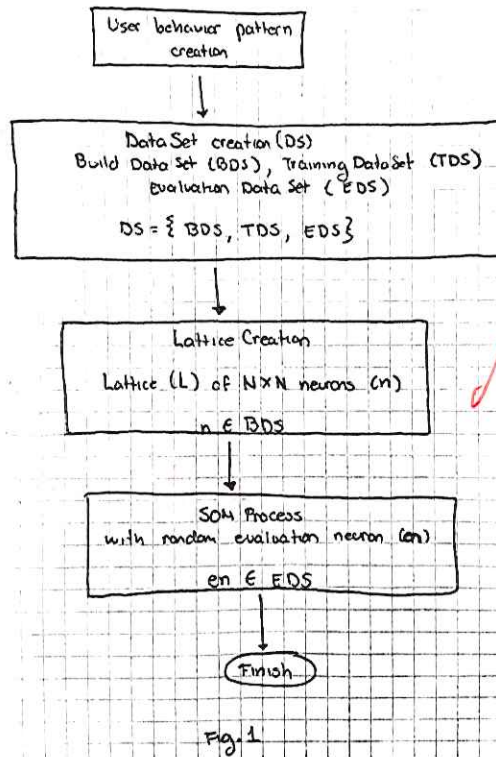 User behavior pattern
creation
Data Set creation (DS)
Build Data Set (BDS), Training DataSet (TDS)
Evaluation Data Set (EDS)
DS = { BDS, TDS, EDS}
Lattice Creation
Lattice (L) of N×N neurons (n)
n ∈ BDS
SOM Process
with random evaluation neuron (en)
en ∈ EDS
Finish
Fig. 1